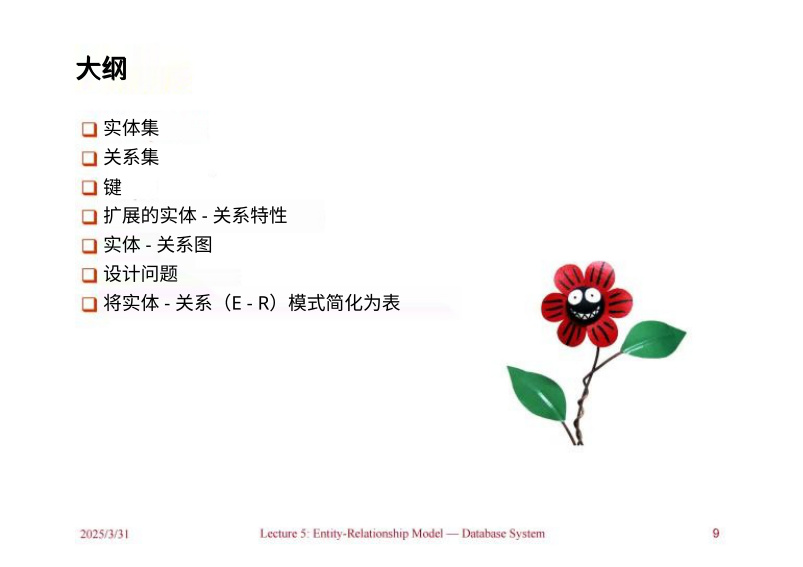 大纲
实体集
关系集
键
扩展的实体 - 关系特性
实体 - 关系图
设计问题
将实体 - 关系（E - R）模式简化为表
2025/3/31
Lecture 5: Entity-Relationship Model — Database System
9